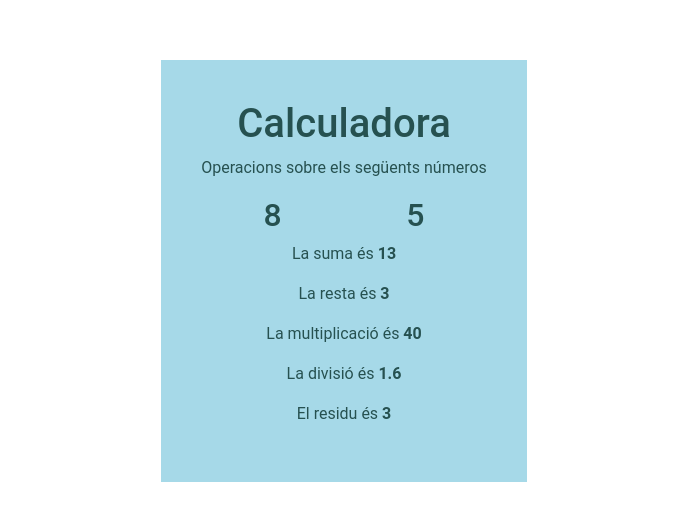 Calculadora
Operacions sobre els següents números
8 5
La suma és 13
La resta és 3
La multiplicació és 40
La divisió és 1.6
El residu és 3